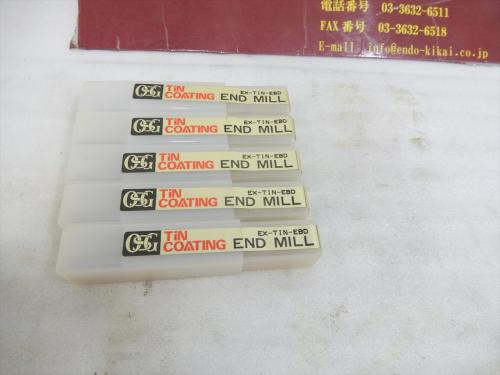 電話番号 03-3632-6511
FAX 番号 03-3632-6518
E-mail info@endo-kikai.co.jp
OSG TiN COATING EX-TIN-EBD END MILL
OSG TiN COATING EX-TIN-EBD END MILL
OSG TiN COATING EX-TIN-EBD END MILL
OSG TiN COATING EX-TIN-EBD END MILL
OSG TiN COATING EX-TIN-EBD END MILL